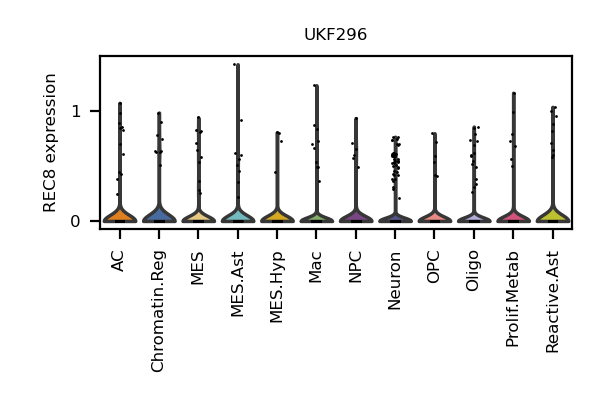 UKF296
REC8 expression
1
0
AC
Chromatin.Reg
MES
MES.Ast
MES.Hyp
Mac
NPC
Neuron
OPC
Oligo
Prolif.Metab
Reactive.Ast